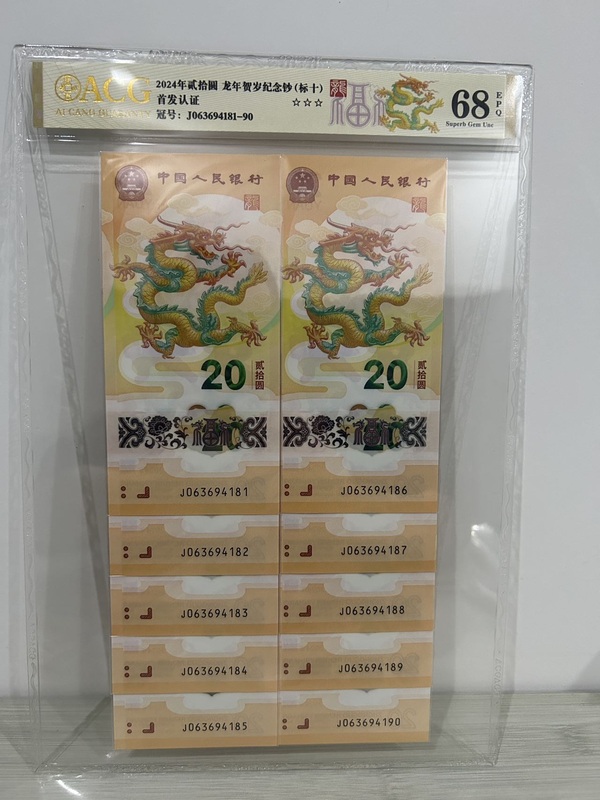 ACG
2024年贰拾圆 龙年贺岁纪念钞(标十)
首发认证
☆☆☆
冠号: J063694181-90
福
68
EPQ
Superb Gem Unc
中国人民银行
20
贰拾圆
福
J063694181
J063694182
J063694183
J063694184
J063694185
中国人民银行
20
贰拾圆
福
J063694186
J063694187
J063694188
J063694189
J063694190